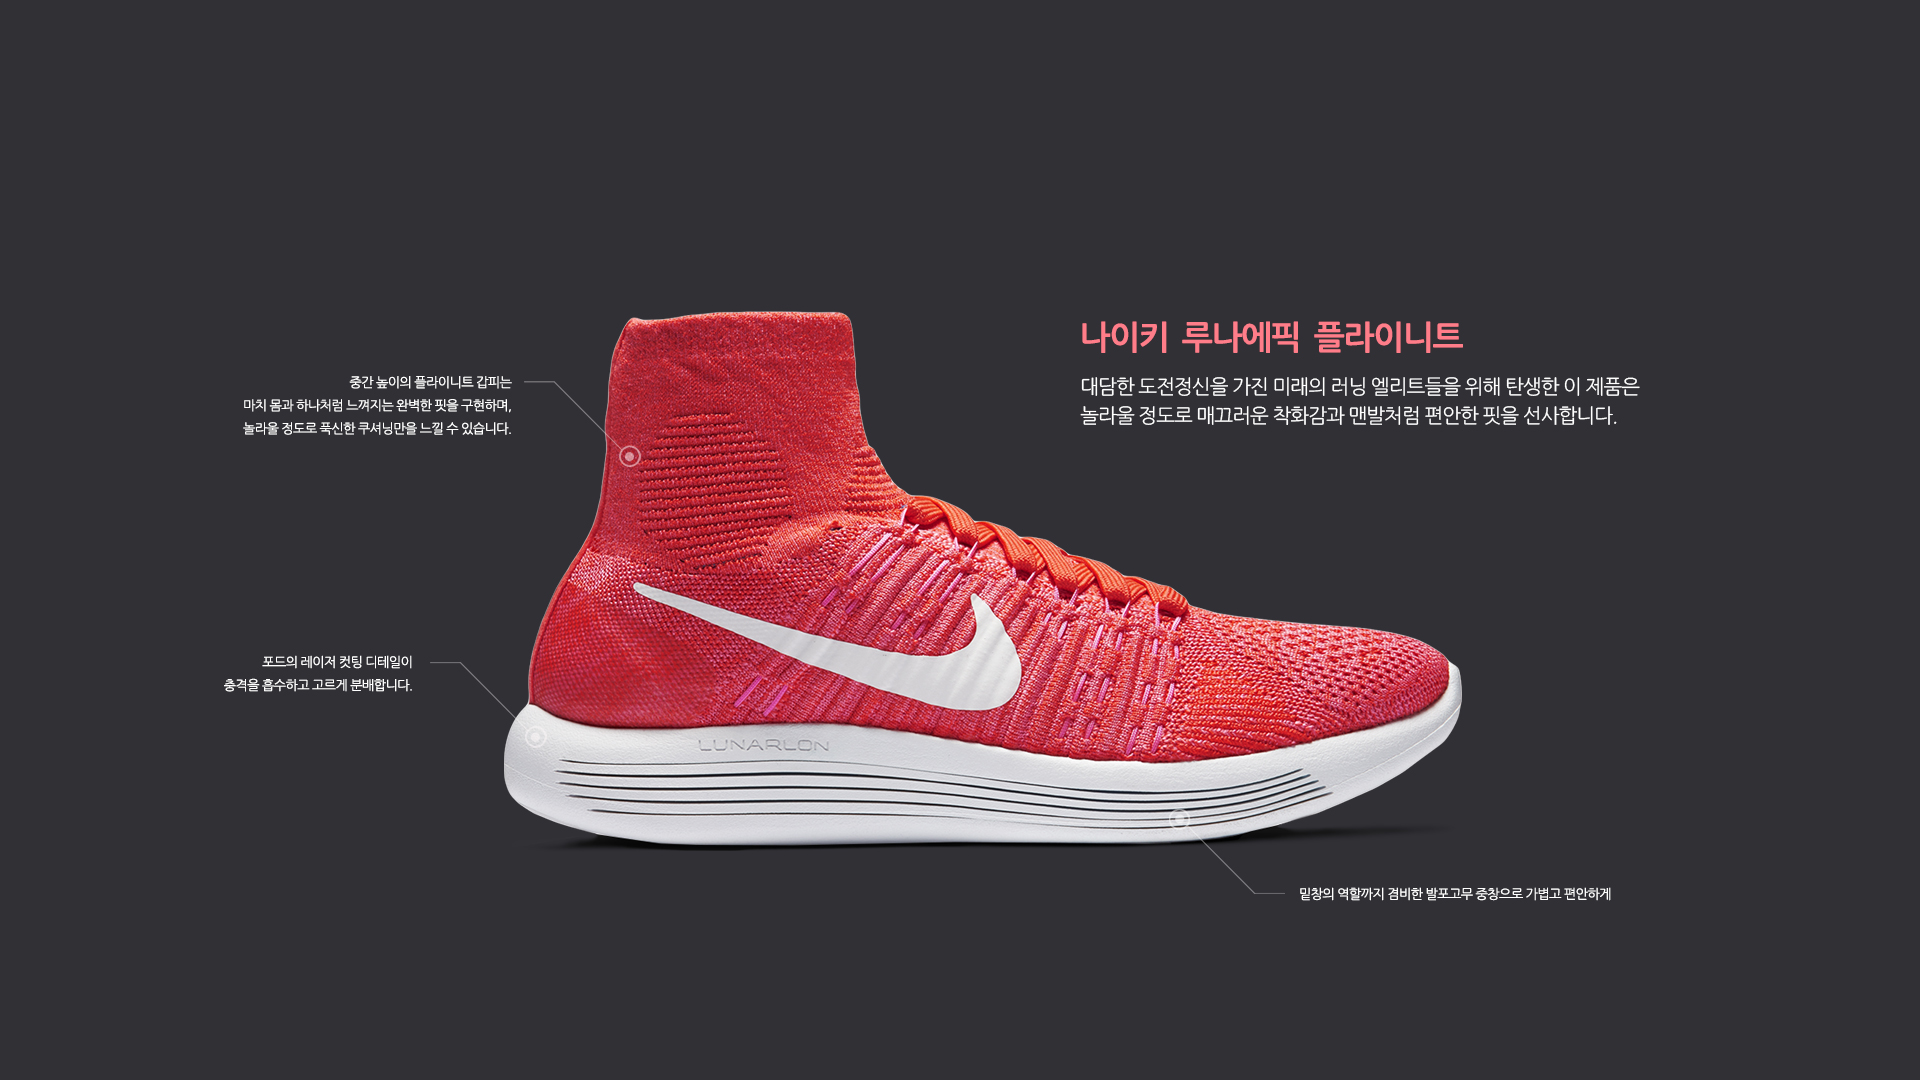 나이키 루나에픽 플라이니트
대담한 도전정신을 가진 미래의 러닝 엘리트들을 위해 탄생한 이 제품은
놀라울 정도로 매끄러운 착화감과 맨발처럼 편안한 핏을 선사합니다.
중간 높이의 플라이니트 갑피는
마치 몸과 하나처럼 느껴지는 완벽한 핏을 구현하며,
놀라울 정도로 푹신한 쿠셔닝만을 느낄 수 있습니다.
포드의 레이저 컷팅 디테일이
충격을 흡수하고 고르게 분배합니다.
LUNARLON
밑창의 역할까지 겸비한 발포고무 중창으로 가볍고 편안하게